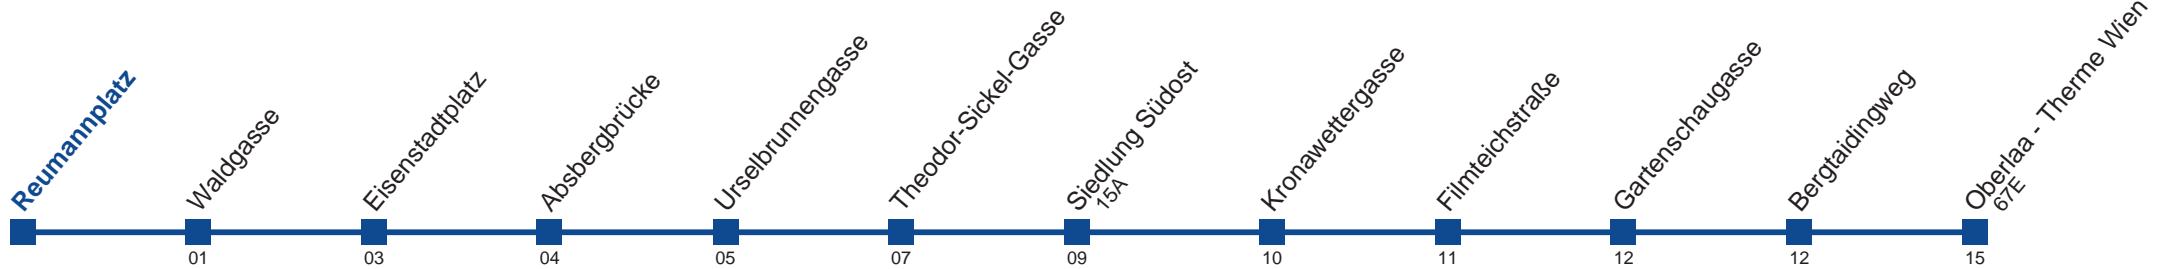 Reumannplatz
Waldgasse
Eisenstadtplatz
Absbergbrücke
Urselbrunnengasse
Theodor-Sickel-Gasse
Siedlung Südost
15A
Kronawettergasse
Filmteichstraße
Gartenschaugasse
Bergtaidingweg
Oberlaa - Therme Wien
67E
01
03
04
05
07
09
10
11
12
12
15